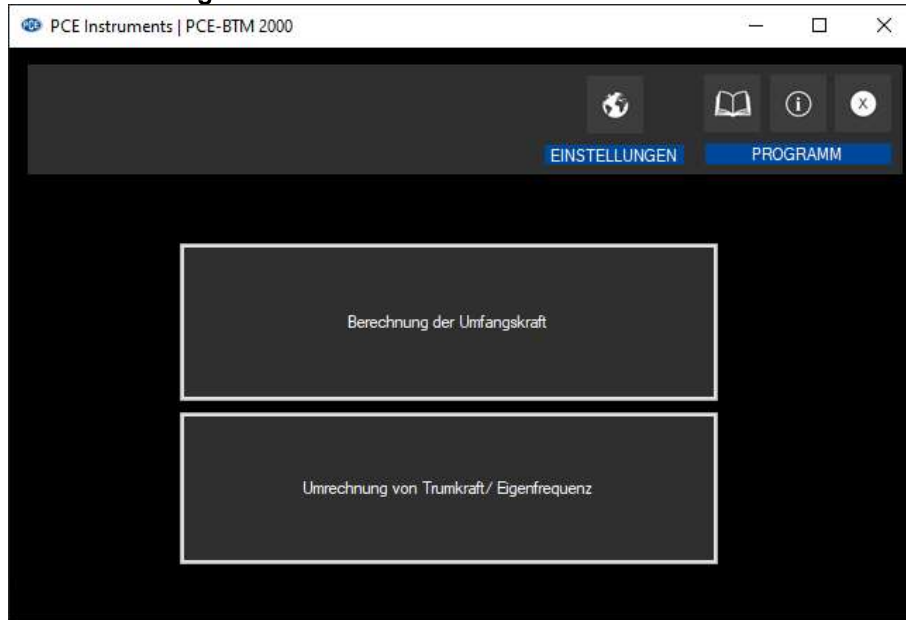 PCE Instruments | PCE-BTM 2000
EINSTELLUNGEN
PROGRAMM
Berechnung der Umfangskraft
Umrechnung von Trumkraft/ Eigenfrequenz